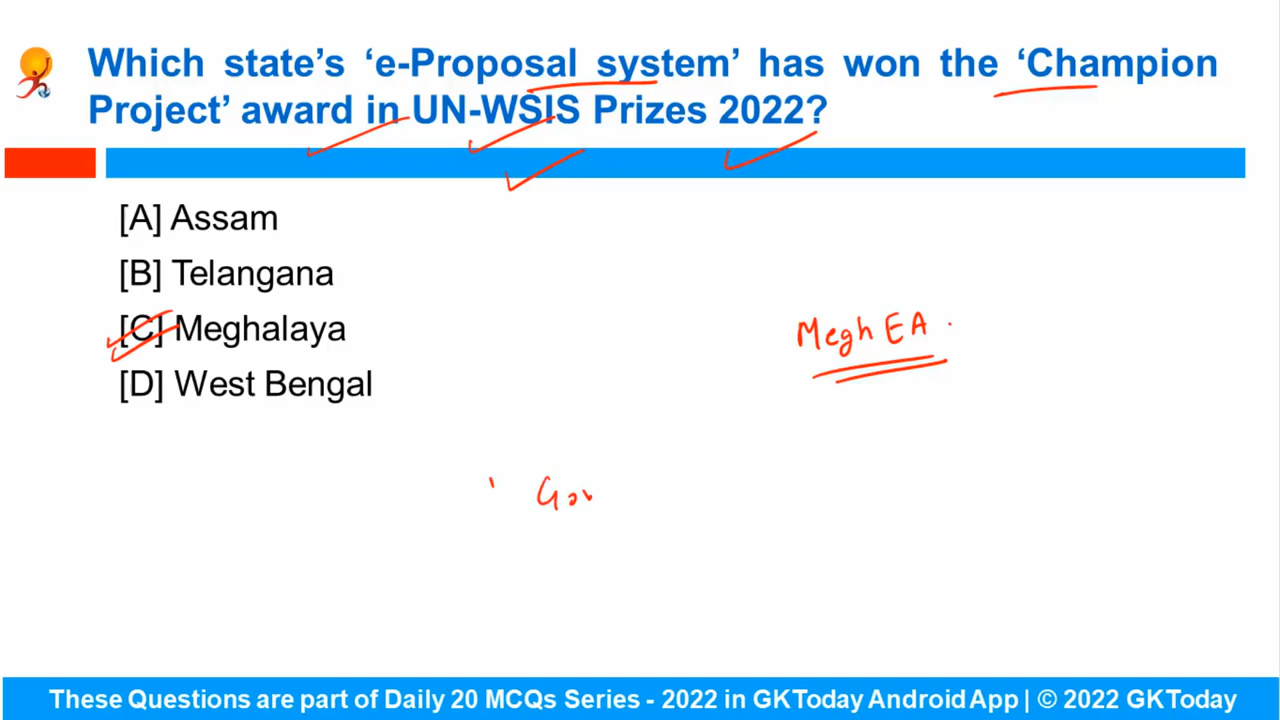 Which state's ‘e-Proposal system’ has won the ‘Champion
Project’ award in UN-WSIS Prizes 2022?
[A] Assam
[B] Telangana
[C] Meghalaya
MeghEA
[D] West Bengal
Gov
These Questions are part of Daily 20 MCQs Series - 2022 in GKToday Android App | © 2022 GKToday